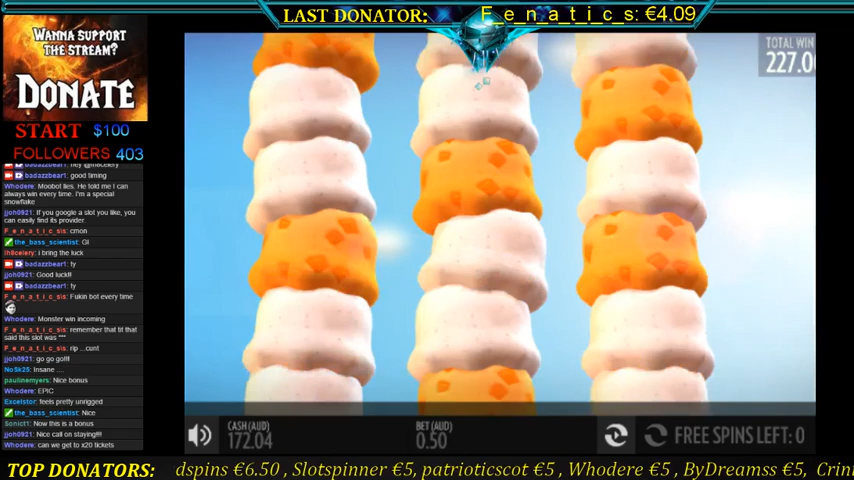 LAST DONATOR: F_e_n_a_t_i_c_s: €4.09
WANNA SUPPORT
THE STREAM?
DONATE
START $100
FOLLOWERS 403
badazzbeart: good timing
Whodere: Moobot lies. He told me I can
always win every time. I'm a special
snowflake
jjoh0921: If you google a slot you like, you
can easily find its provider.
F_e_n_a_t_i_c_s\s: cmon
the_bass_scientist: Gl
lh8celery: i bring the luck
badazzbeart: ty
jjoh0921: Good luck!!
badazzbeart: ty
F_e_n_a_t_i_c_s\s: Fukin bot every time
Whodere: Monster win incoming
F_e_n_a_t_i_c_s\s: remember that tit that
said this slot was ***
F_e_n_a_t_i_c_s\s: rip ...cunt
jjoh0921: go go go!!!
NoSk25: Insane ....
paulinemyers: Nice bonus
Whodere: EPIC
Excelstor: feels pretty unrigged
the_bass_scientist: Nice
Sonict1: Now this is a bonus
jjoh0921: Nice call on staying!!!!
Whodere: can we get to x20 tickets
TOTAL WIN
227.0
CASH (AUD)
172.04
BET (AUD)
0.50
FREE SPINS LEFT: 0
TOP DONATORS: dspins €6.50 , Slotspinner €5, patrioticscot €5 , Whodere €5 , ByDreamss €5, Crin